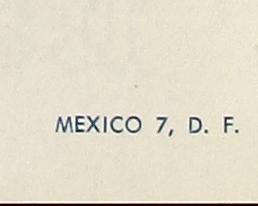 MEXICO 7, D. F.